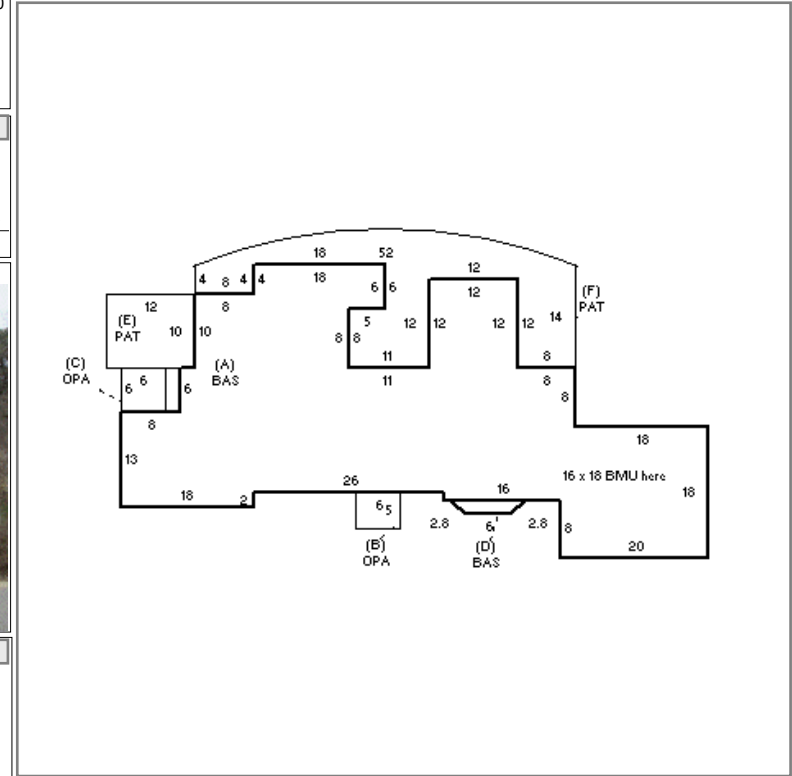 18 52
4 8 4 4 18 12
8 6 6 12
12 (F)
(E) PAT
PAT 10 10 5 12 12 12 12 14
8 8
(C) 6 (A) 11 8
OPA 6 6 BAS 11 8
8 8
18
13 26 16 x 18 BMU here
18 2 16 18
6 5 2.8 6' 2.8 8
(B) (D) 20
OPA BAS